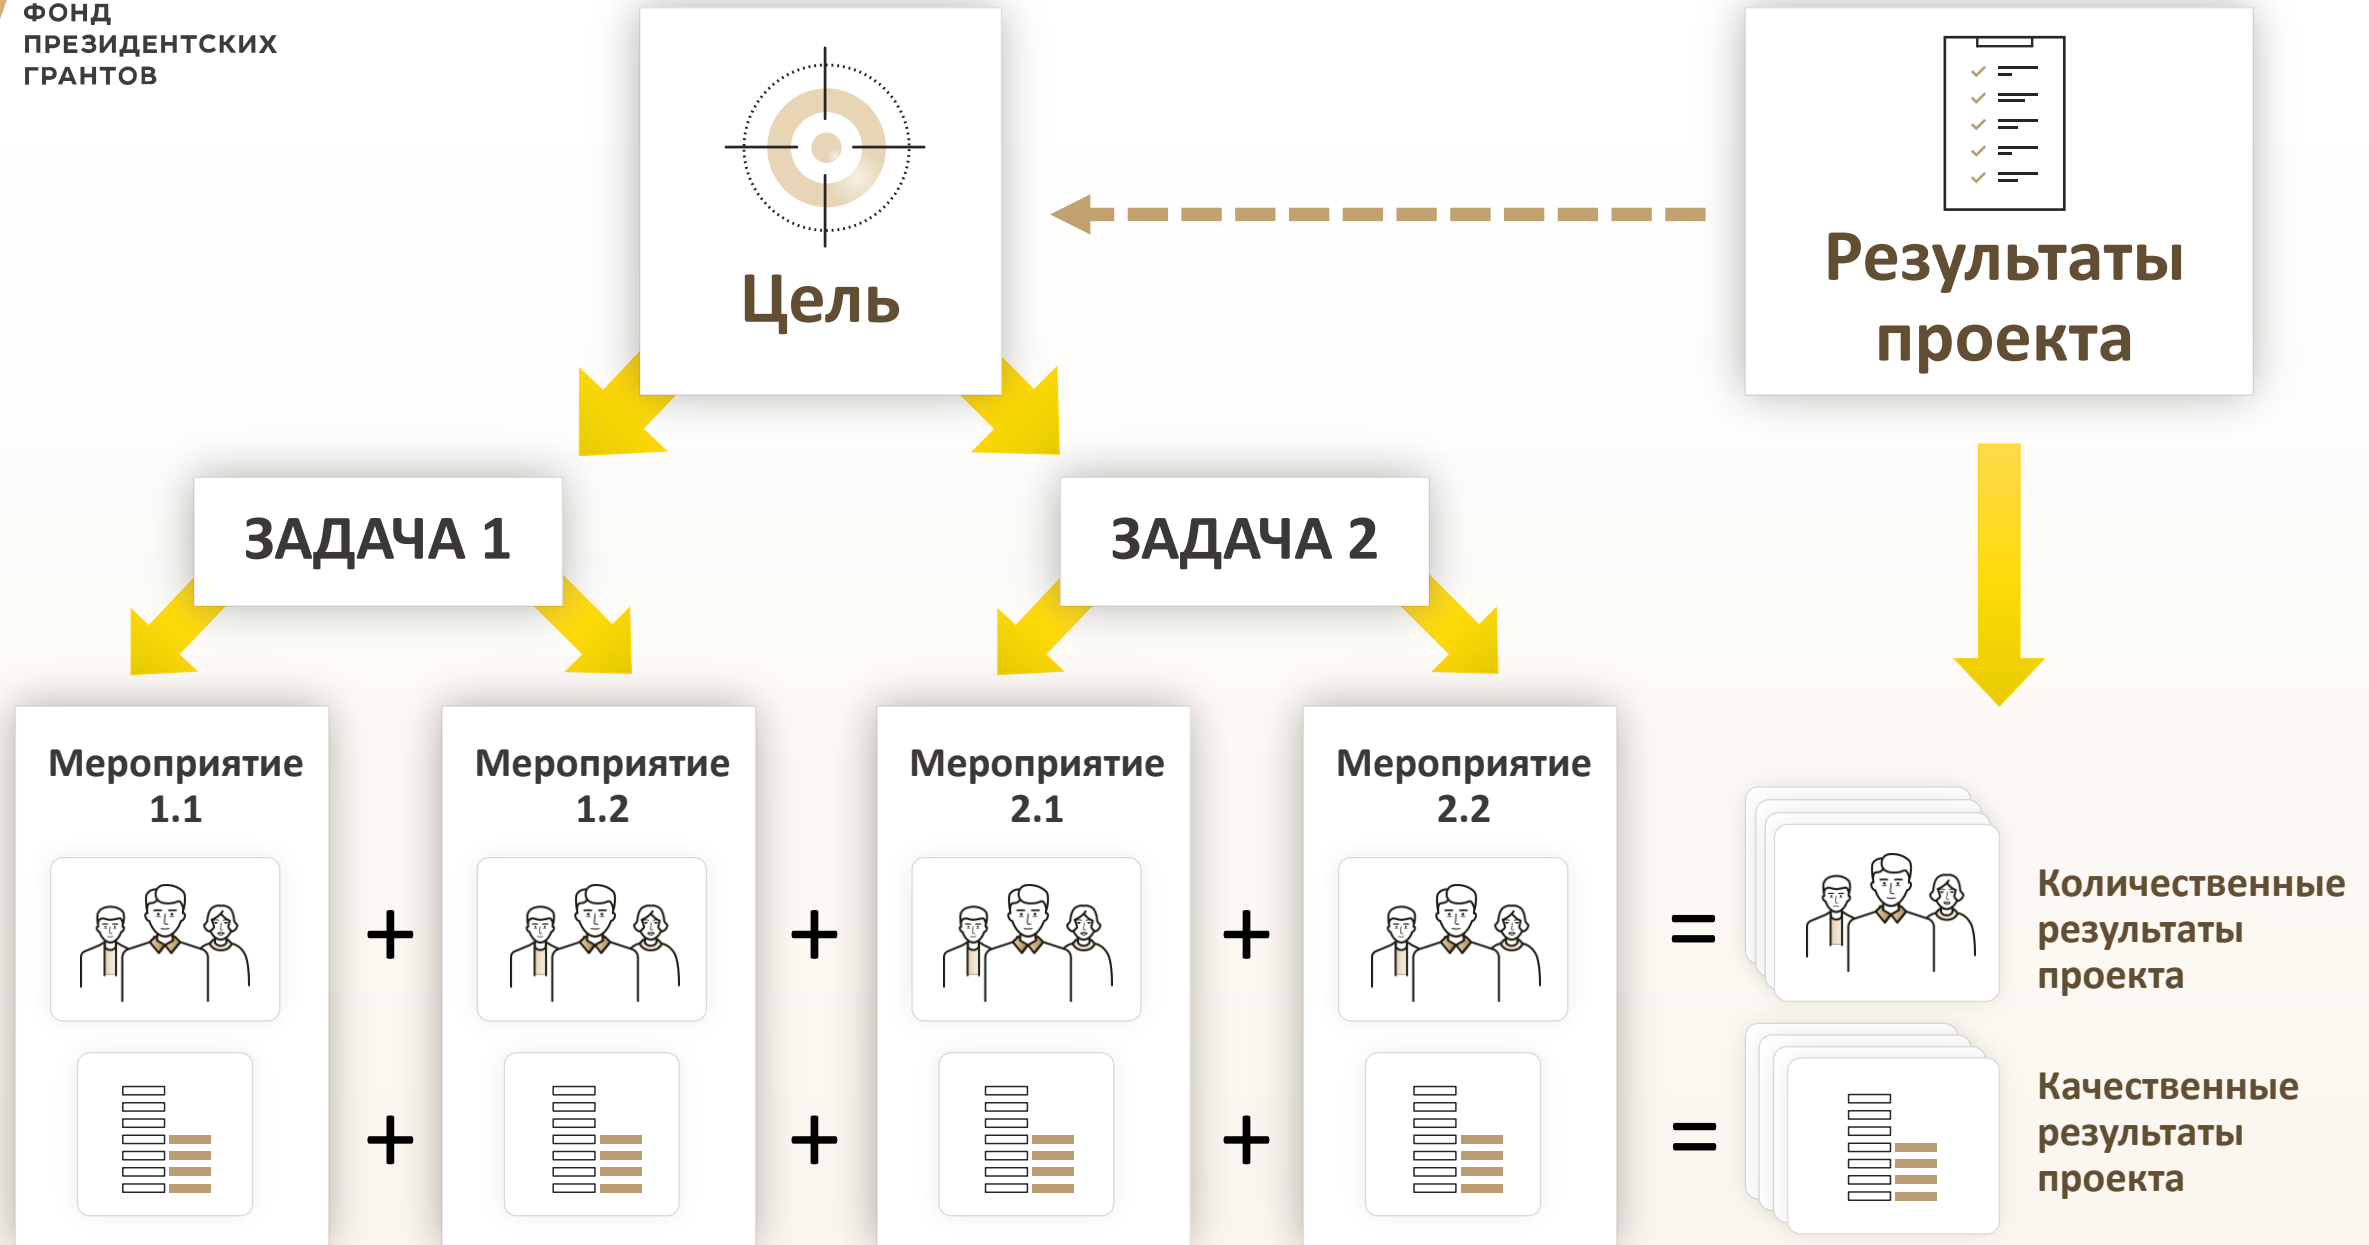 ФОНД
ПРЕЗИДЕНТСКИХ
ГРАНТОВ
Цель
Результаты
проекта
ЗАДАЧА 1
ЗАДАЧА 2
Мероприятие
1.1
Мероприятие
1.2
Мероприятие
2.1
Мероприятие
2.2
+ + + =
Количественные
результаты
проекта
+ + + =
Качественные
результаты
проекта